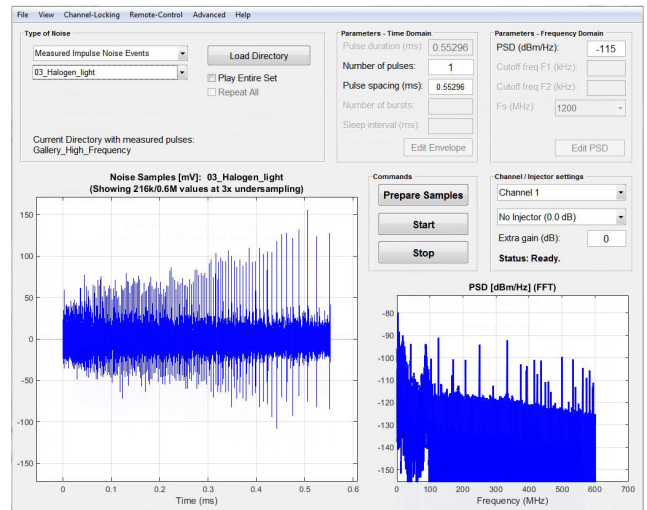 File View Channel-Locking Remote-Control Advanced Help
Type of Noise
Measured Impulse Noise Events
03_Halogen_light
Load Directory
Play Entire Set
Repeat All
Current Directory with measured pulses:
Gallery_High_Frequency
Parameters - Time Domain
Pulse duration (ms): 0.55296
Number of pulses: 1
Pulse spacing (ms): 0.55296
Number of bursts:
Sleep interval (ms):
Edit Envelope
Parameters - Frequency Domain
PSD (dBm/Hz): -115
Cutoff freq F1 (kHz):
Cutoff freq F2 (kHz):
Fs (MHz): 1200
Edit PSD
Commands
Prepare Samples
Start
Stop
Channel / Injector settings
Channel 1
No Injector (0.0 dB)
Extra gain (dB): 0
Status: Ready.
Noise Samples [mV]: 03_Halogen_light
(Showing 216k/0.6M values at 3x undersampling)
150
100
50
0
-50
-100
-150
0 0.1 0.2 0.3 0.4 0.5 0.6
Time (ms)
PSD [dBm/Hz] (FFT)
-80
-90
-100
-110
-120
-130
-140
-150
0 100 200 300 400 500 600 700
Frequency (MHz)